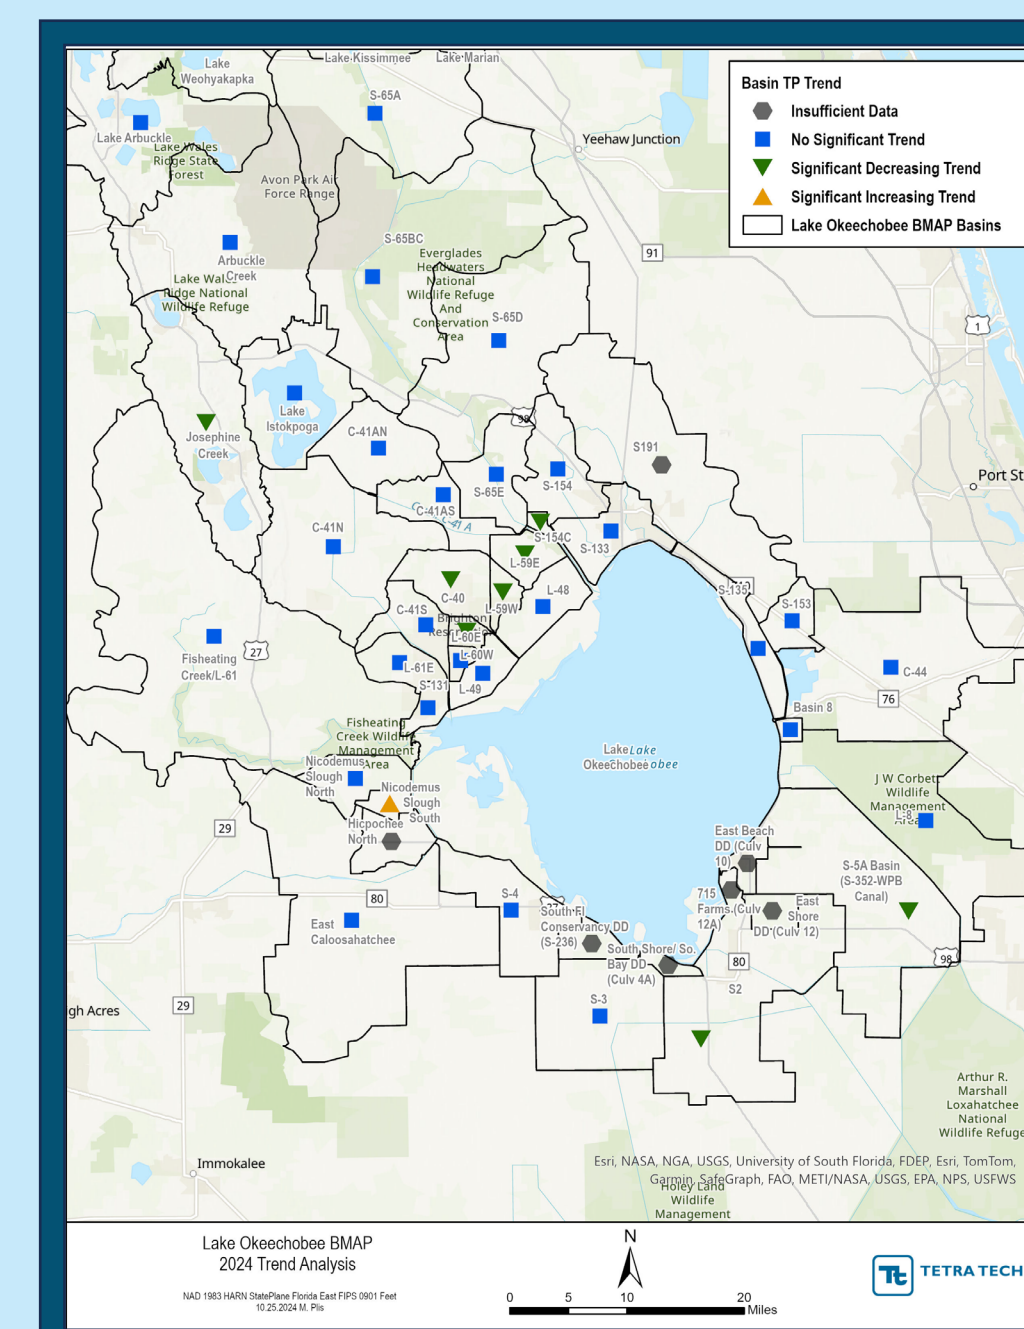 Lake Kissimmee
Lake Marian
Lake
Weohyakapka
S-65A
Lake Arbuckle
Lake Wales
Ridge State
Forest
Avon Park Air
Force Range
Yeehaw Junction
Basin TP Trend
Insufficient Data
No Significant Trend
Significant Decreasing Trend
Significant Increasing Trend
Lake Okeechobee BMAP Basins
S-65BC
91
Arbuckle
Creek
Lake Wales
Ridge National
Wildlife Refuge
Everglades
Headwaters
National
Wildlife Refuge
And
Conservation
Area
S-65D
1
Lake
Istokpoga
98
Josephine
Creek
C-41AN
S191
Port St
S-65E
S-154
C-41AS
C-41 A
C-41N
S-154C
S-133
L-59E
C-40
L-59W
L-48
S-135
S-153
C-41S
Brighton
Reservation
L-60E
L-60W
27
Fisheating
Creek/L-61
L-61E
S-131
L-49
C-44
76
Basin 8
Fisheating
Creek Wildlife
Management
Area
Nicodemus
Slough
North
Lake
Okeechobee
Lake
obee
Nicodemus
Slough
South
J W Corbett
Wildlife
Management
Area
L-8
29
Hicpochee
North
East Beach
DD (Culv
10)
S-5A Basin
(S-352-WPB
Canal)
80
S-4
27
715
Farms (Culv
12A)
East
Shore
DD (Culv 12)
East
Caloosahatchee
South Fl
Conservancy DD
(S-236)
South Shore/ So.
Bay DD
(Culv 4A)
80
98
S2
S-3
29
gh Acres
Arthur R.
Marshall
Loxahatchee
National
Wildlife Refuge
Immokalee
Esri, NASA, NGA, USGS, University of South Florida, FDEP, Esri, TomTom,
Garmin, SafeGraph, FAO, METI/NASA, USGS, EPA, NPS, USFWS
Holey Land
Wildlife
Management
Lake Okeechobee BMAP
2024 Trend Analysis
NAD 1983 HARN StatePlane Florida East FIPS 0901 Feet
10.25.2024 M. Plis
N
0 5 10 20
Miles
Tt TETRA TECH